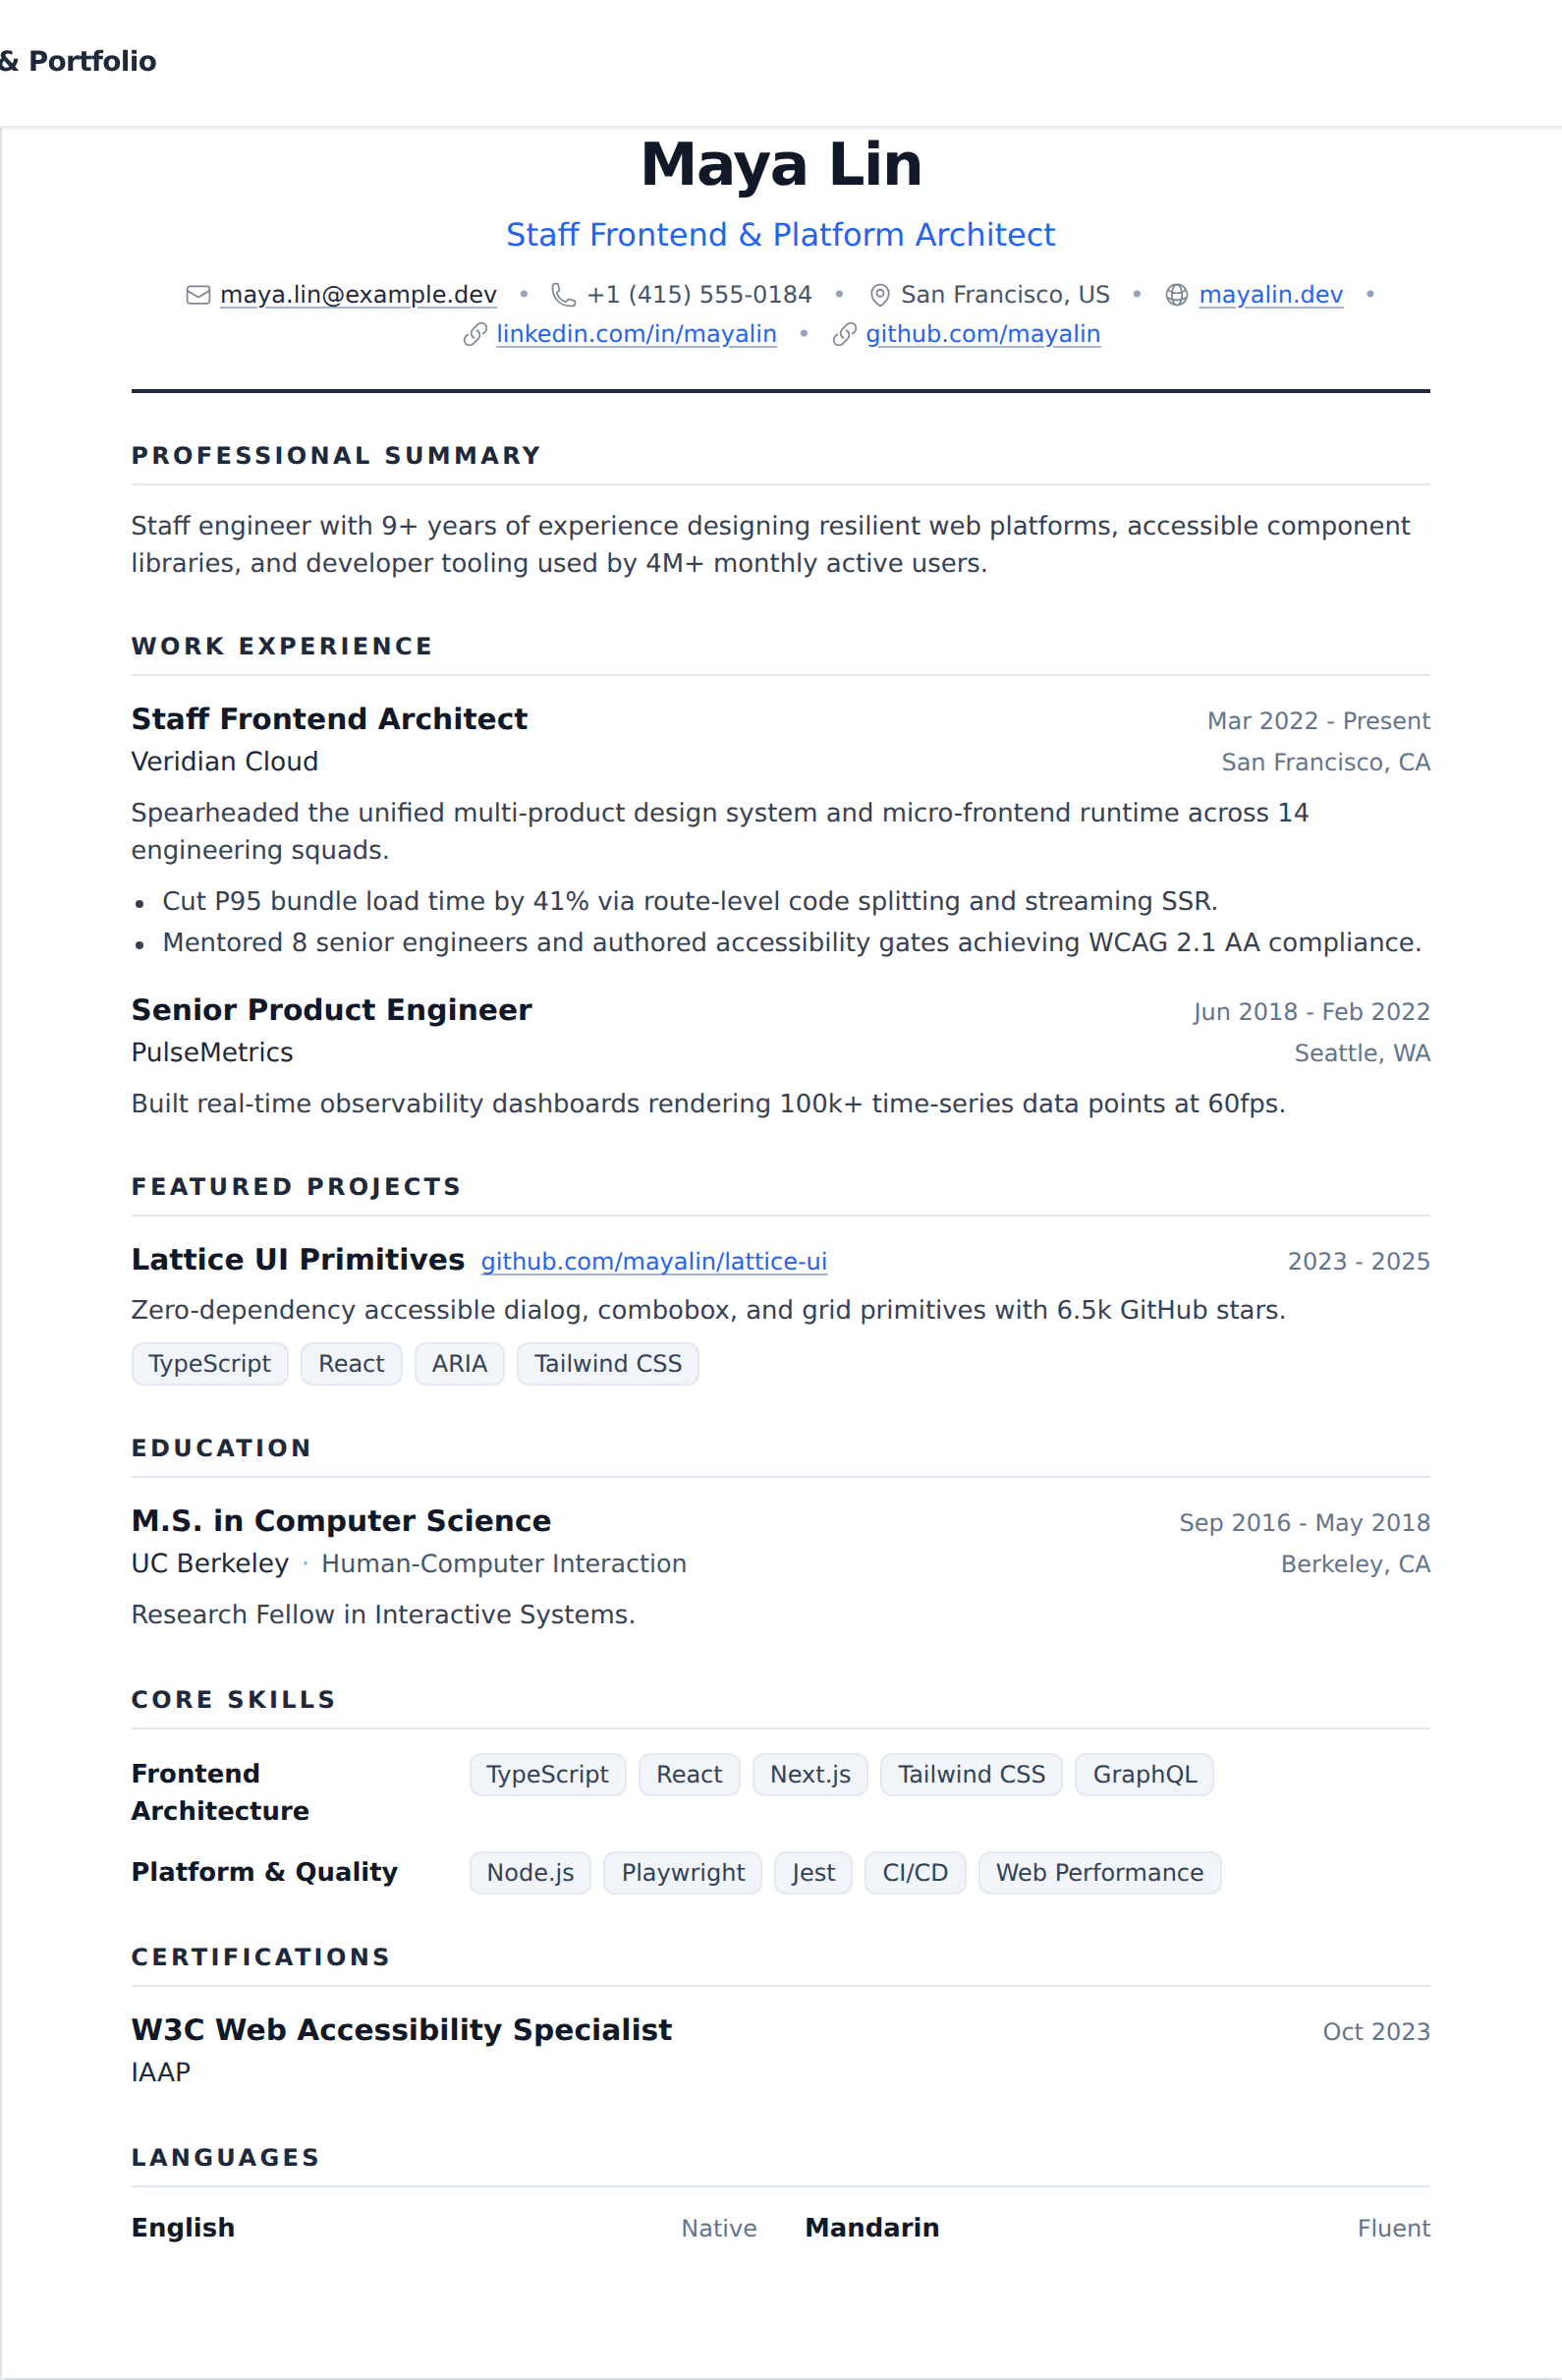 & Portfolio
Maya Lin
Staff Frontend & Platform Architect
maya.lin@example.dev • +1 (415) 555-0184 • San Francisco, US • mayalin.dev •
linkedin.com/in/mayalin • github.com/mayalin
PROFESSIONAL SUMMARY
Staff engineer with 9+ years of experience designing resilient web platforms, accessible component
libraries, and developer tooling used by 4M+ monthly active users.
WORK EXPERIENCE
Staff Frontend Architect Mar 2022 - Present
Veridian Cloud San Francisco, CA
Spearheaded the unified multi-product design system and micro-frontend runtime across 14
engineering squads.
• Cut P95 bundle load time by 41% via route-level code splitting and streaming SSR.
• Mentored 8 senior engineers and authored accessibility gates achieving WCAG 2.1 AA compliance.
Senior Product Engineer Jun 2018 - Feb 2022
PulseMetrics Seattle, WA
Built real-time observability dashboards rendering 100k+ time-series data points at 60fps.
FEATURED PROJECTS
Lattice UI Primitives github.com/mayalin/lattice-ui 2023 - 2025
Zero-dependency accessible dialog, combobox, and grid primitives with 6.5k GitHub stars.
TypeScript React ARIA Tailwind CSS
EDUCATION
M.S. in Computer Science Sep 2016 - May 2018
UC Berkeley · Human-Computer Interaction Berkeley, CA
Research Fellow in Interactive Systems.
CORE SKILLS
Frontend TypeScript React Next.js Tailwind CSS GraphQL
Architecture
Platform & Quality Node.js Playwright Jest CI/CD Web Performance
CERTIFICATIONS
W3C Web Accessibility Specialist Oct 2023
IAAP
LANGUAGES
English Native Mandarin Fluent